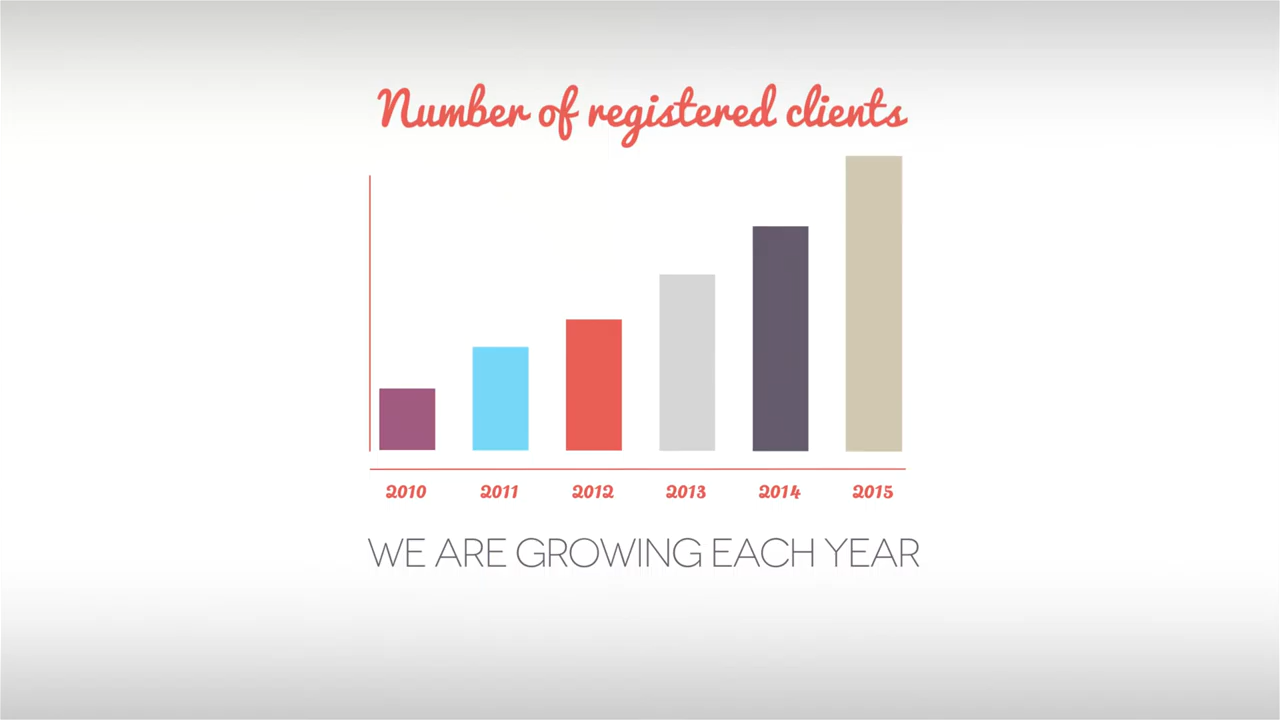 Number of registered clients
2010 2011 2012 2013 2014 2015
WE ARE GROWING EACH YEAR